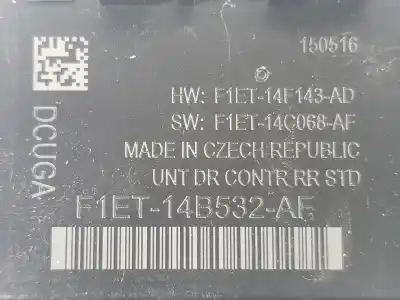 150516
HW: F1ET-14F143-AD
SW: F1ET-14C068-AF
MADE IN CZECH REPUBLIC
UNT DR CONTR RR STD
F1ET-14B532-AF
DCUGA